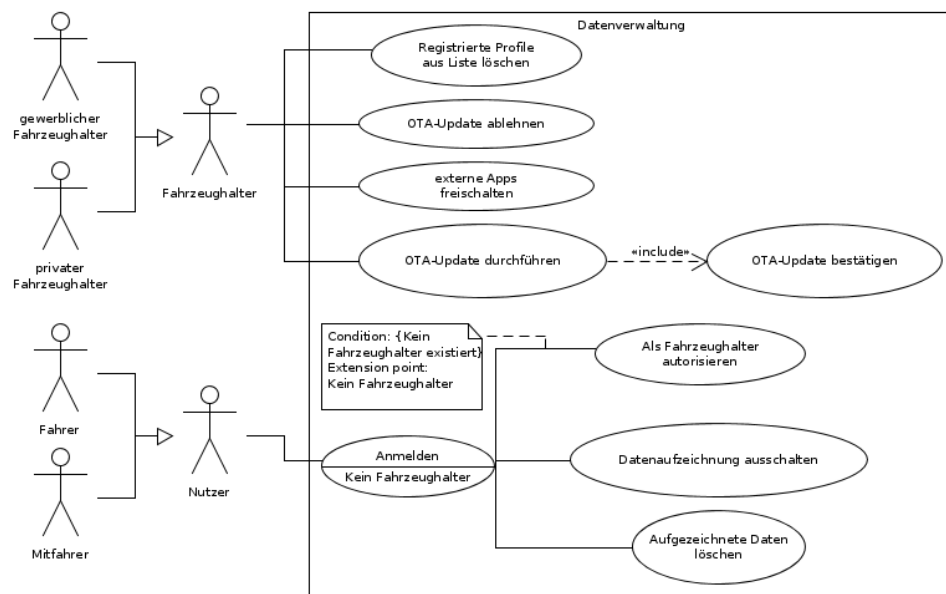 Datenverwaltung
gewerblicher
Fahrzeughalter
privater
Fahrzeughalter
Fahrzeughalter
Registrierte Profile
aus Liste löschen
OTA-Update ablehnen
externe Apps
freischalten
OTA-Update durchführen
«include»
OTA-Update bestätigen
Fahrer
Mitfahrer
Nutzer
Condition: {Kein
Fahrzeughalter existiert}
Extension point:
Kein Fahrzeughalter
Anmelden
Kein Fahrzeughalter
Als Fahrzeughalter
autorisieren
Datenaufzeichnung ausschalten
Aufgezeichnete Daten
löschen